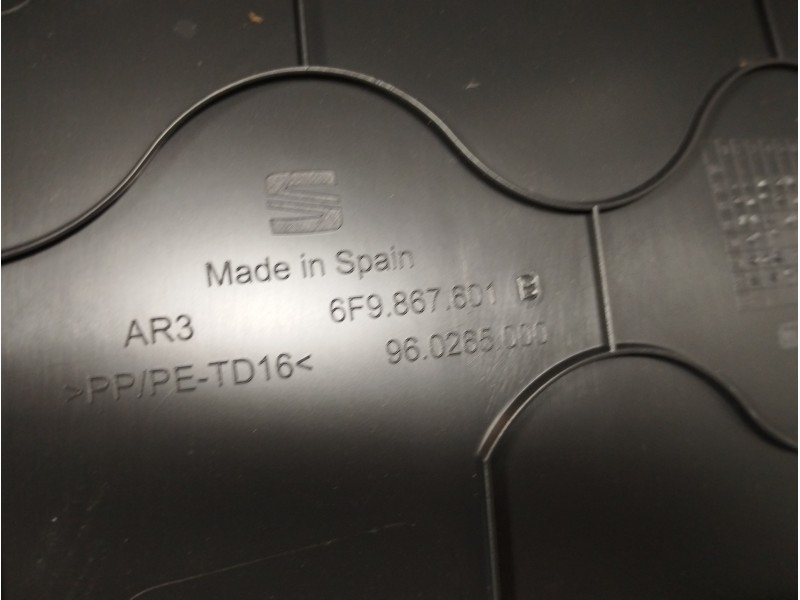 Made in Spain
6F9.867.601 B
AR3
96.0285.000
>PP/PE-TD16<